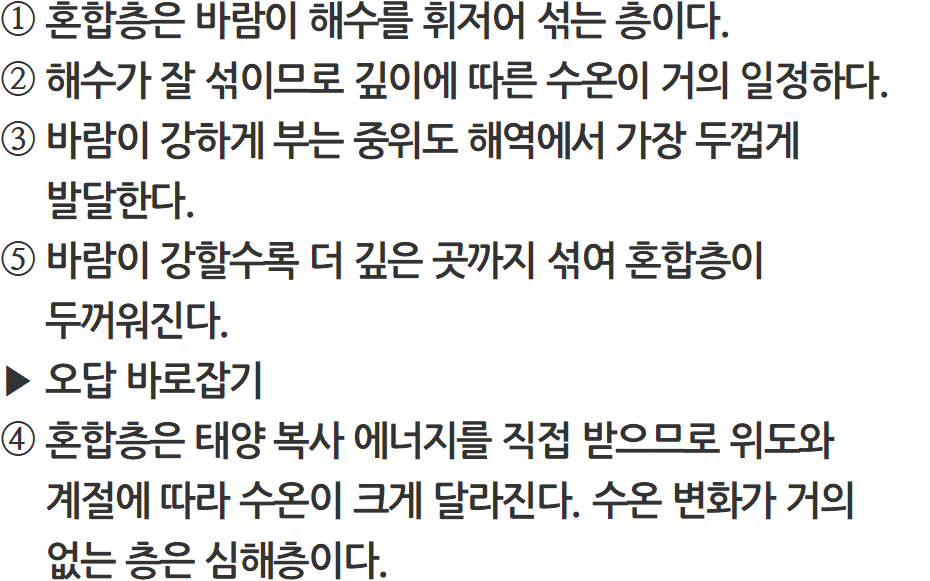 ① 혼합층은 바람이 해수를 휘저어 섞는 층이다.
② 해수가 잘 섞이므로 깊이에 따른 수온이 거의 일정하다.
③ 바람이 강하게 부는 중위도 해역에서 가장 두껍게
발달한다.
⑤ 바람이 강할수록 더 깊은 곳까지 섞여 혼합층이
두꺼워진다.
▶ 오답 바로잡기
④ 혼합층은 태양 복사 에너지를 직접 받으므로 위도와
계절에 따라 수온이 크게 달라진다. 수온 변화가 거의
없는 층은 심해층이다.